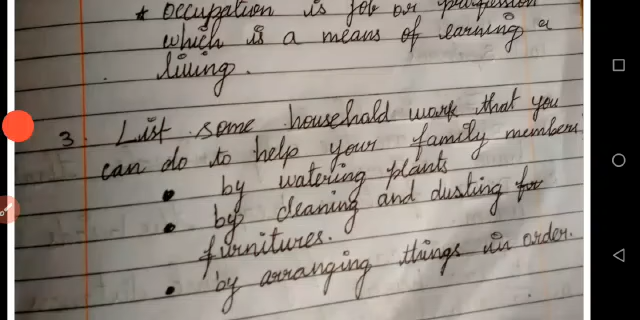 * occupation is job or profession
which is a means of earning a
living.
3. List some household work that you
can do to help your family members
• by watering plants
• by cleaning and dusting
furnitures.
• by arranging things in order.